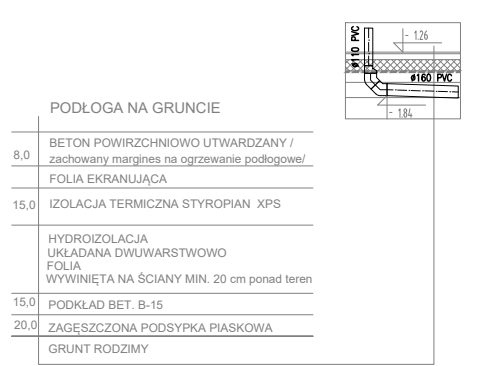 ø110 PVC
- 1.26
ø160 PVC
- 1.84
PODŁOGA NA GRUNCIE
8,0 BETON POWIRZCHNIOWO UTWARDZANY /
zachowany margines na ogrzewanie podłogowe/
FOLIA EKRANUJĄCA
15,0 IZOLACJA TERMICZNA STYROPIAN XPS
HYDROIZOLACJA
UKŁADANA DWUWARSTWOWO
FOLIA
WYWINIĘTA NA ŚCIANY MIN. 20 cm ponad teren
15,0 PODKŁAD BET. B-15
20,0 ZAGĘSZCZONA PODSYPKA PIASKOWA
GRUNT RODZIMY